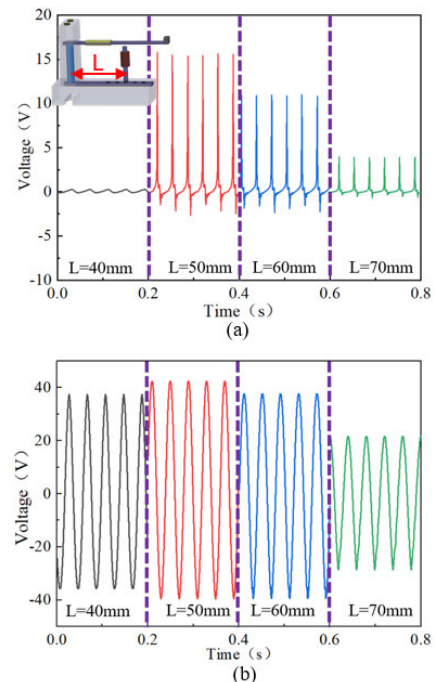 (a)
20
15
10
5
0
-5
-10
Voltage (V)
L
L=40mm L=50mm L=60mm L=70mm
0.0 0.2 0.4 0.6 0.8
Time (s)
(a)
40
20
0
-20
-40
Voltage (V)
L=40mm L=50mm L=60mm L=70mm
0.0 0.2 0.4 0.6 0.8
Time (s)
(b)